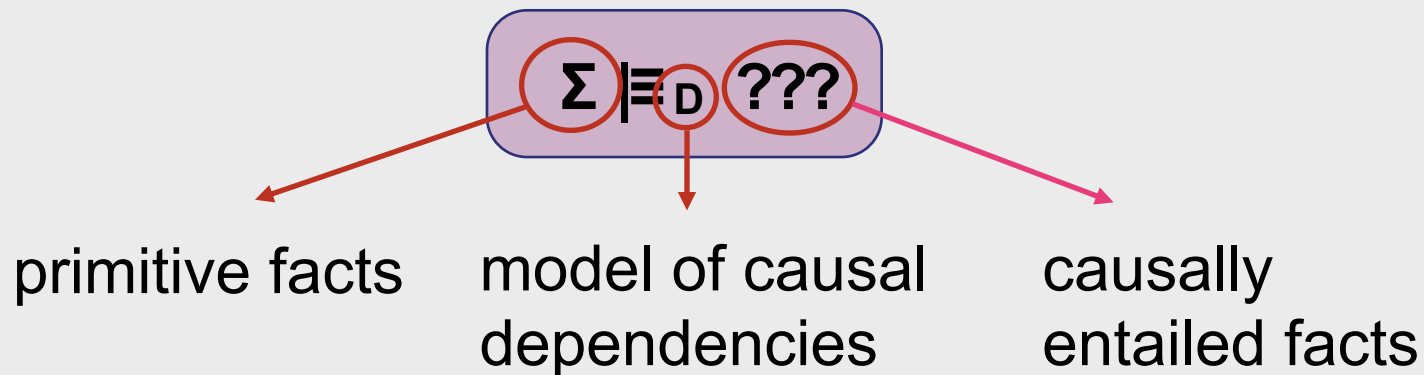 Σ |≡ D ???
primitive facts
model of causal
dependencies
causally
entailed facts